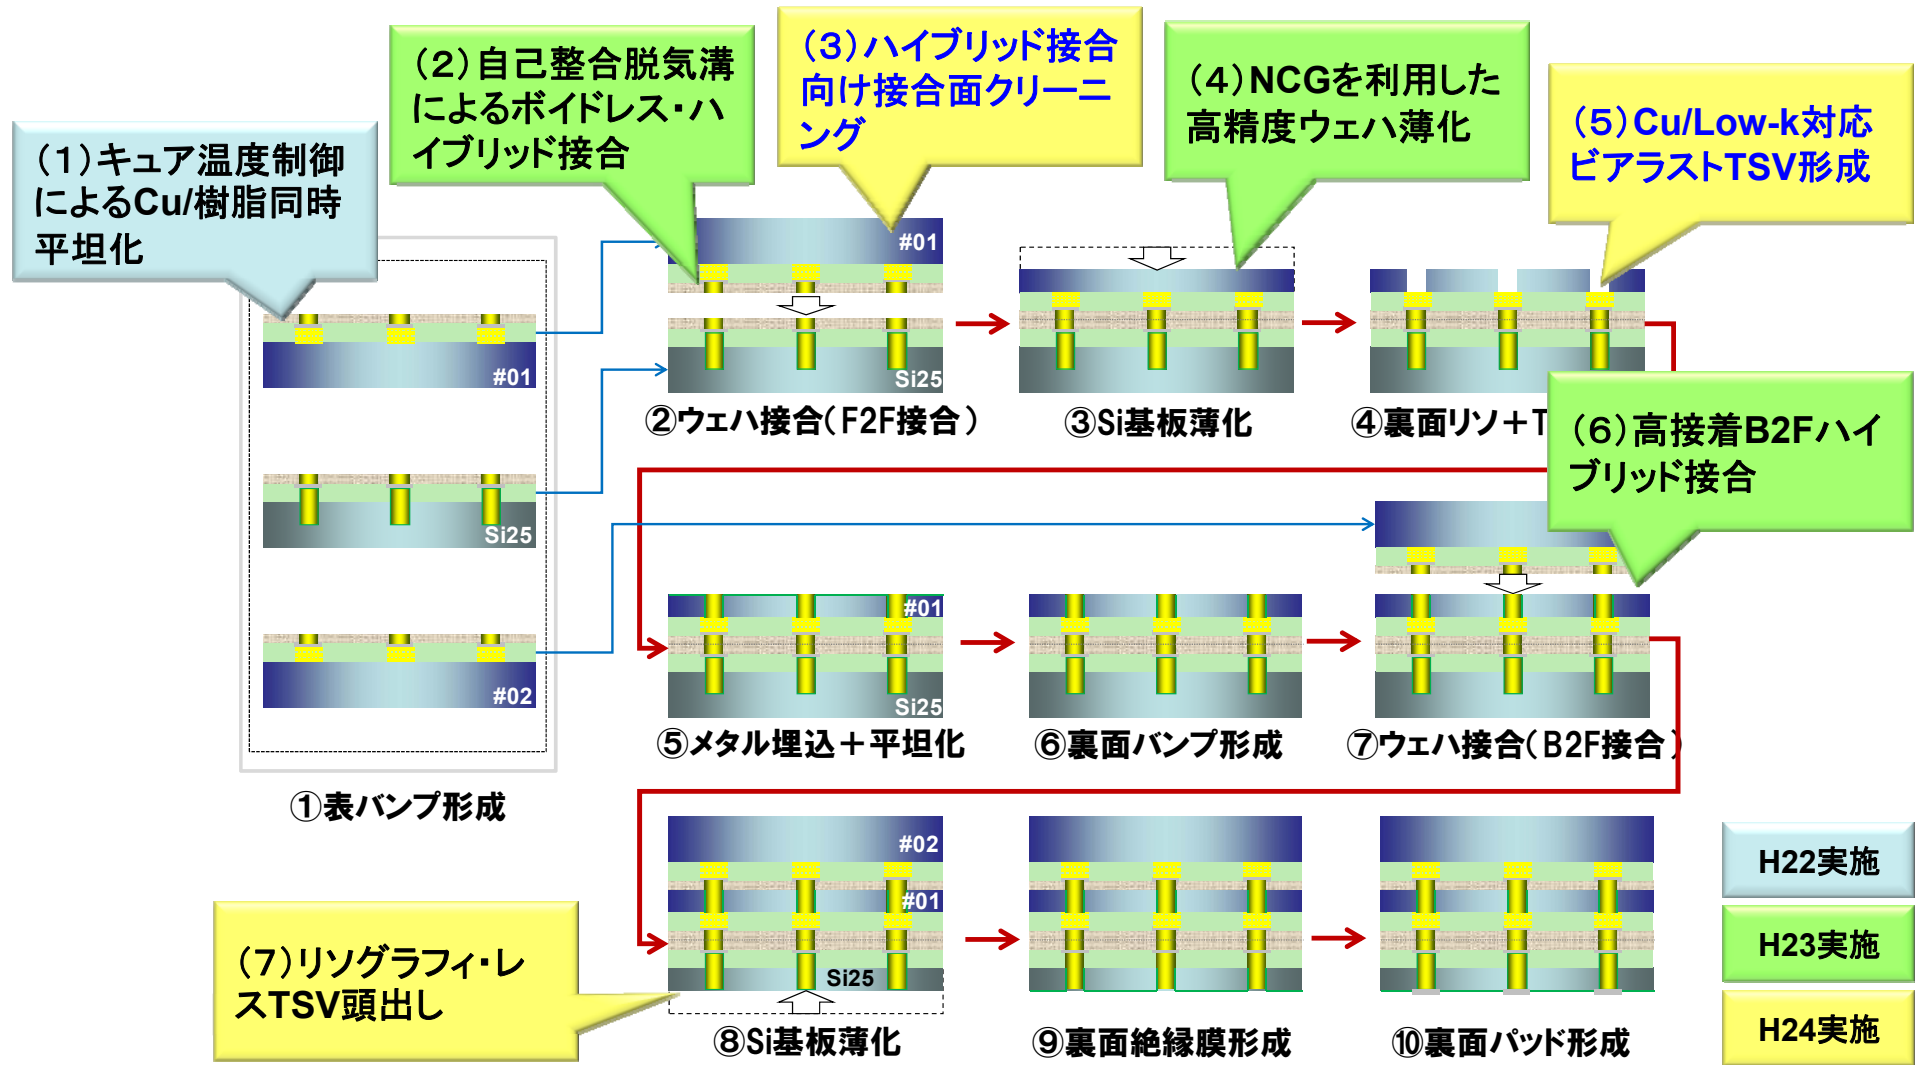 (1)キュア温度制御
によるCu/樹脂同時
平坦化
(2)自己整合脱気溝
によるボイドレス・ハ
イブリッド接合
(3)ハイブリッド接合
向け接合面クリーニ
ング
(4)NCGを利用した
高精度ウェハ薄化
(5)Cu/Low-k対応
ビアラストTSV形成
#01
Si25
#02
①表バンプ形成
#01
Si25
②ウェハ接合(F2F接合)
③Si基板薄化
④裏面リソ+T
(6)高接着B2Fハイ
ブリッド接合
#01
Si25
⑤メタル埋込+平坦化
⑥裏面バンプ形成
⑦ウェハ接合(B2F接合)
#02
#01
Si25
(7)リソグラフィ・レ
スTSV頭出し
⑧Si基板薄化
⑨裏面絶縁膜形成
⑩裏面パッド形成
H22実施
H23実施
H24実施